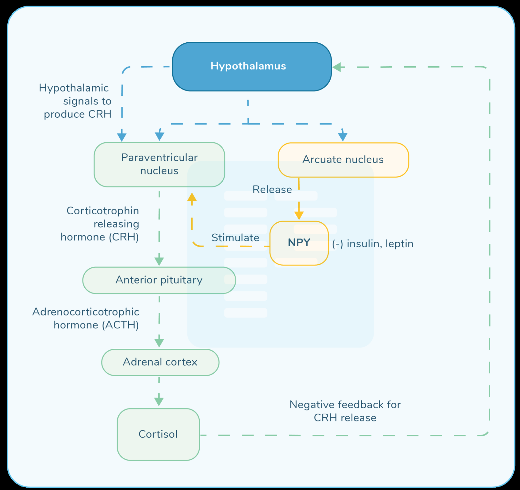 Hypothalamus
Hypothalamic
signals to
produce CRH
Paraventricular
nucleus
Arcuate nucleus
Release
Corticotrophin
releasing
hormone (CRH)
Stimulate
NPY
(-) insulin, leptin
Anterior pituitary
Adrenocorticotrophic
hormone (ACTH)
Adrenal cortex
Negative feedback for
CRH release
Cortisol